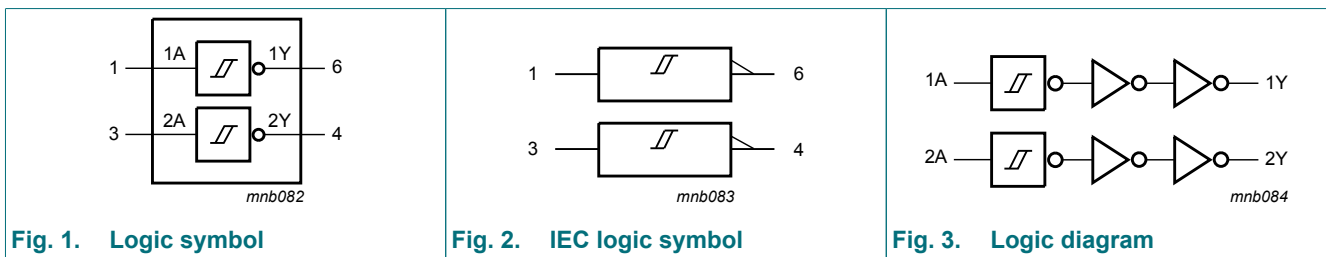 1 1A 1Y 6
3 2A 2Y 4
mnb082
Fig. 1. Logic symbol
1 6
3 4
mnb083
Fig. 2. IEC logic symbol
1A 1Y
2A 2Y
mnb084
Fig. 3. Logic diagram